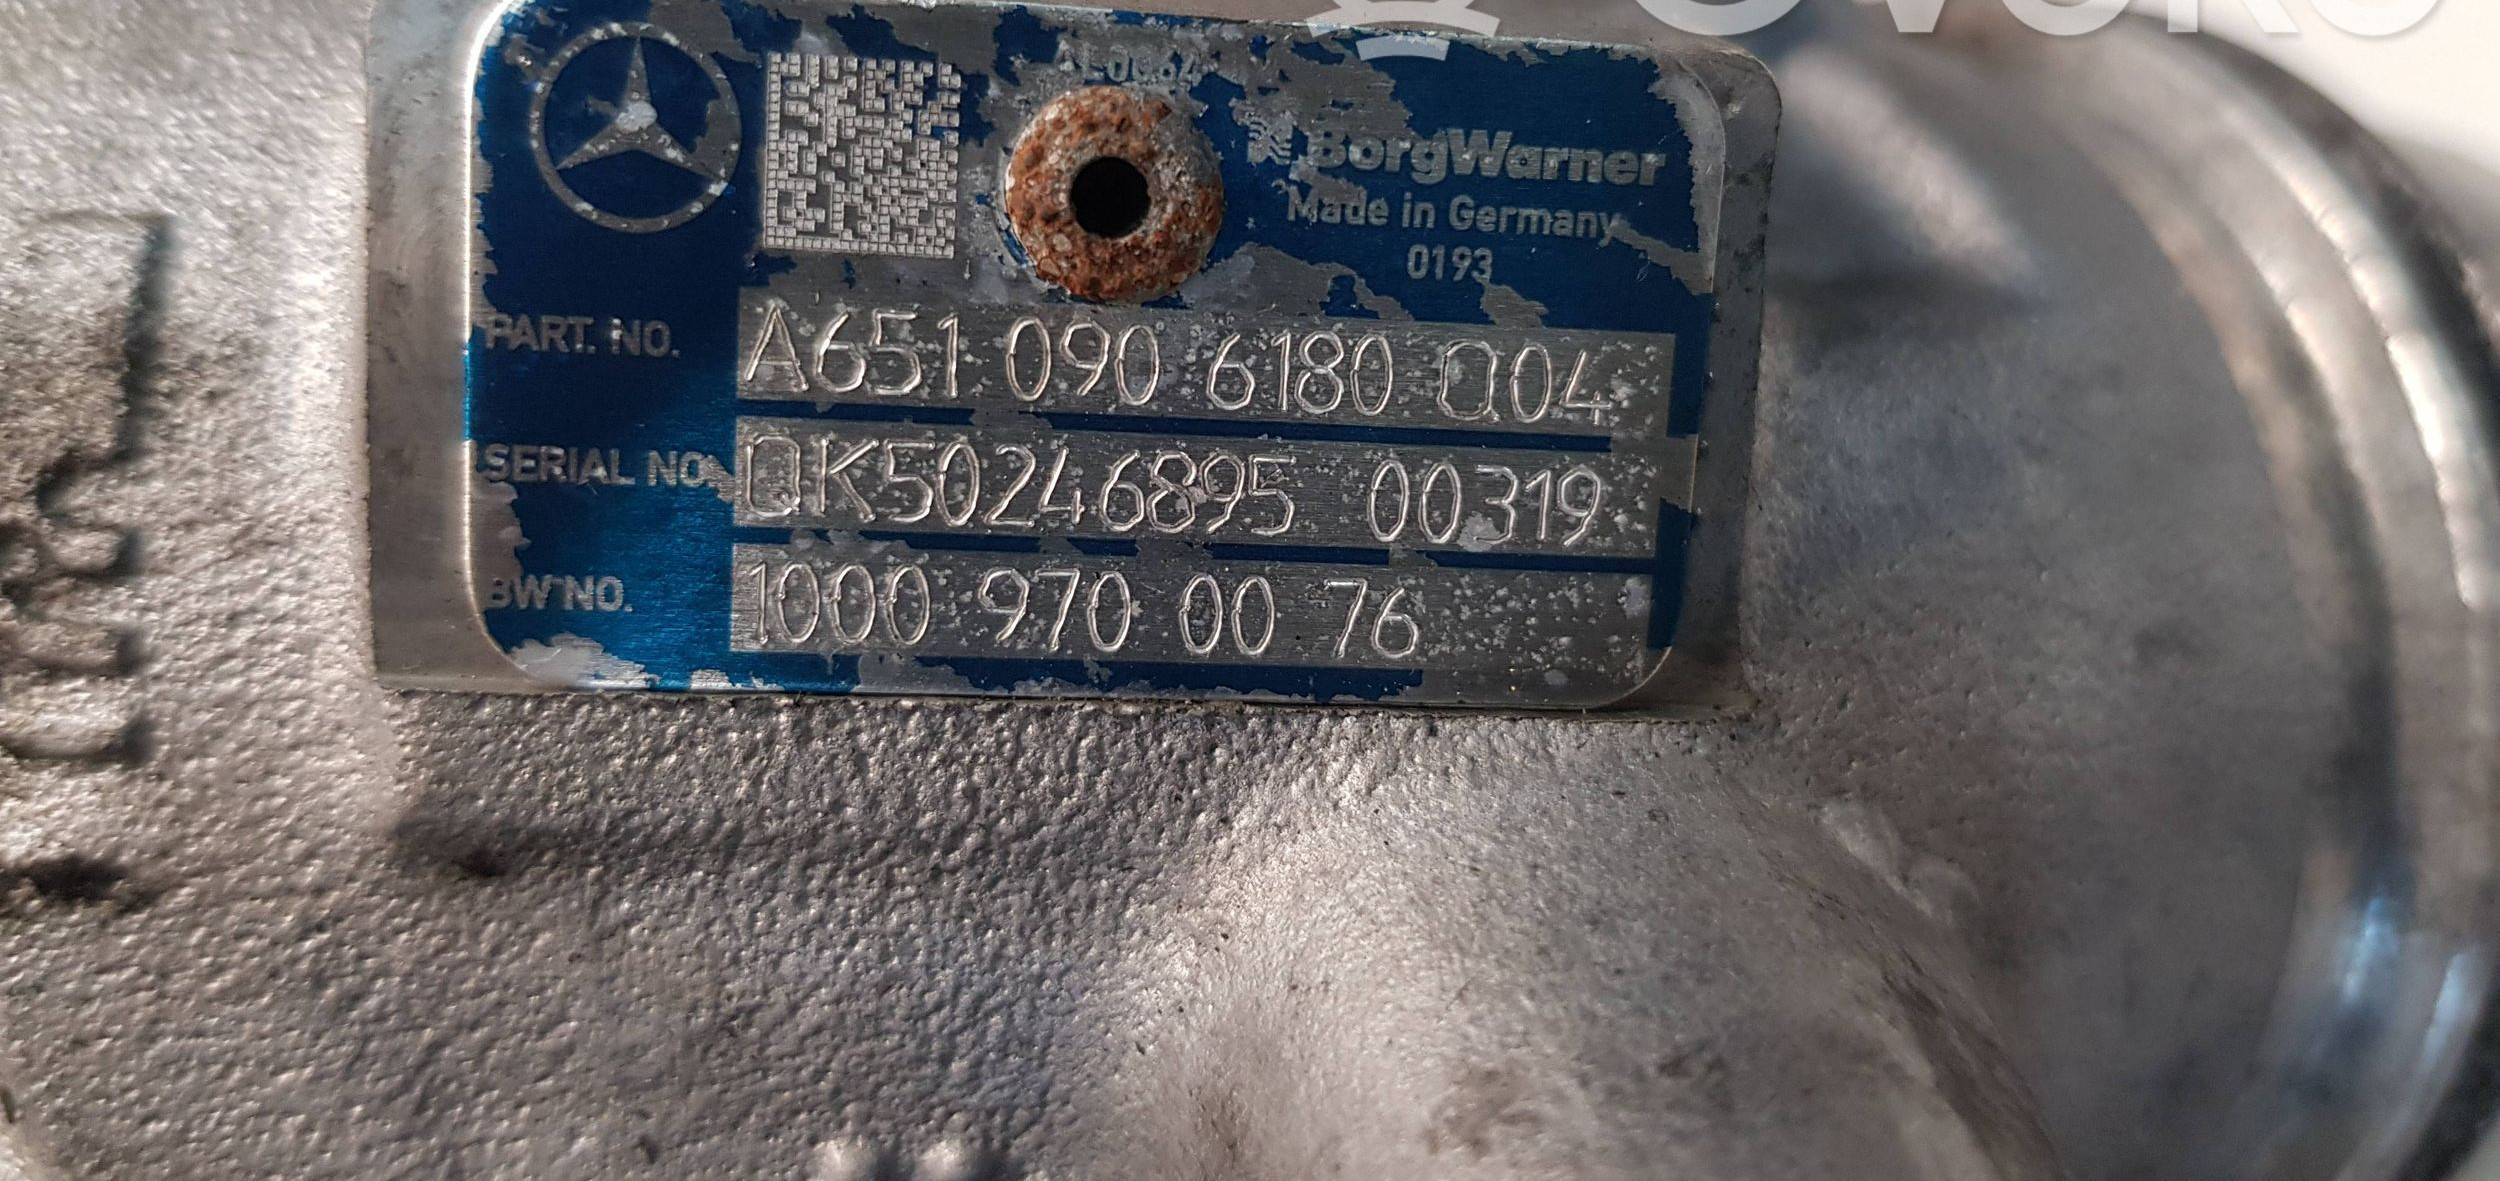 BorgWarner
Made in Germany
0193
PART. NO. A651 090 6180 Q04
SERIAL NO. QK50246895 00319
BW NO. 1000 970 00 76